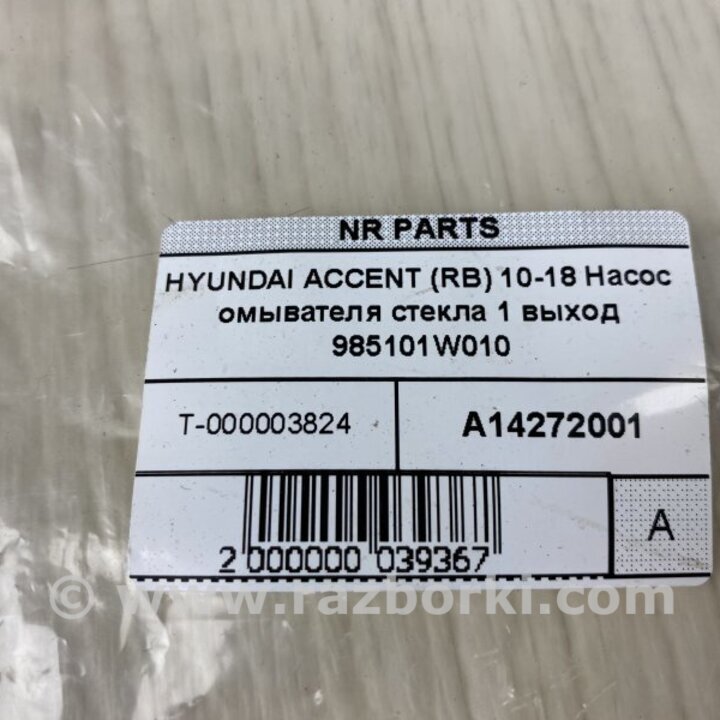 NR PARTS
HYUNDAI ACCENT (RB) 10-18 Насос
омывателя стекла 1 выход
985101W010
T-000003824
A14272001
A
2 000000 039367
© www.razborki.com